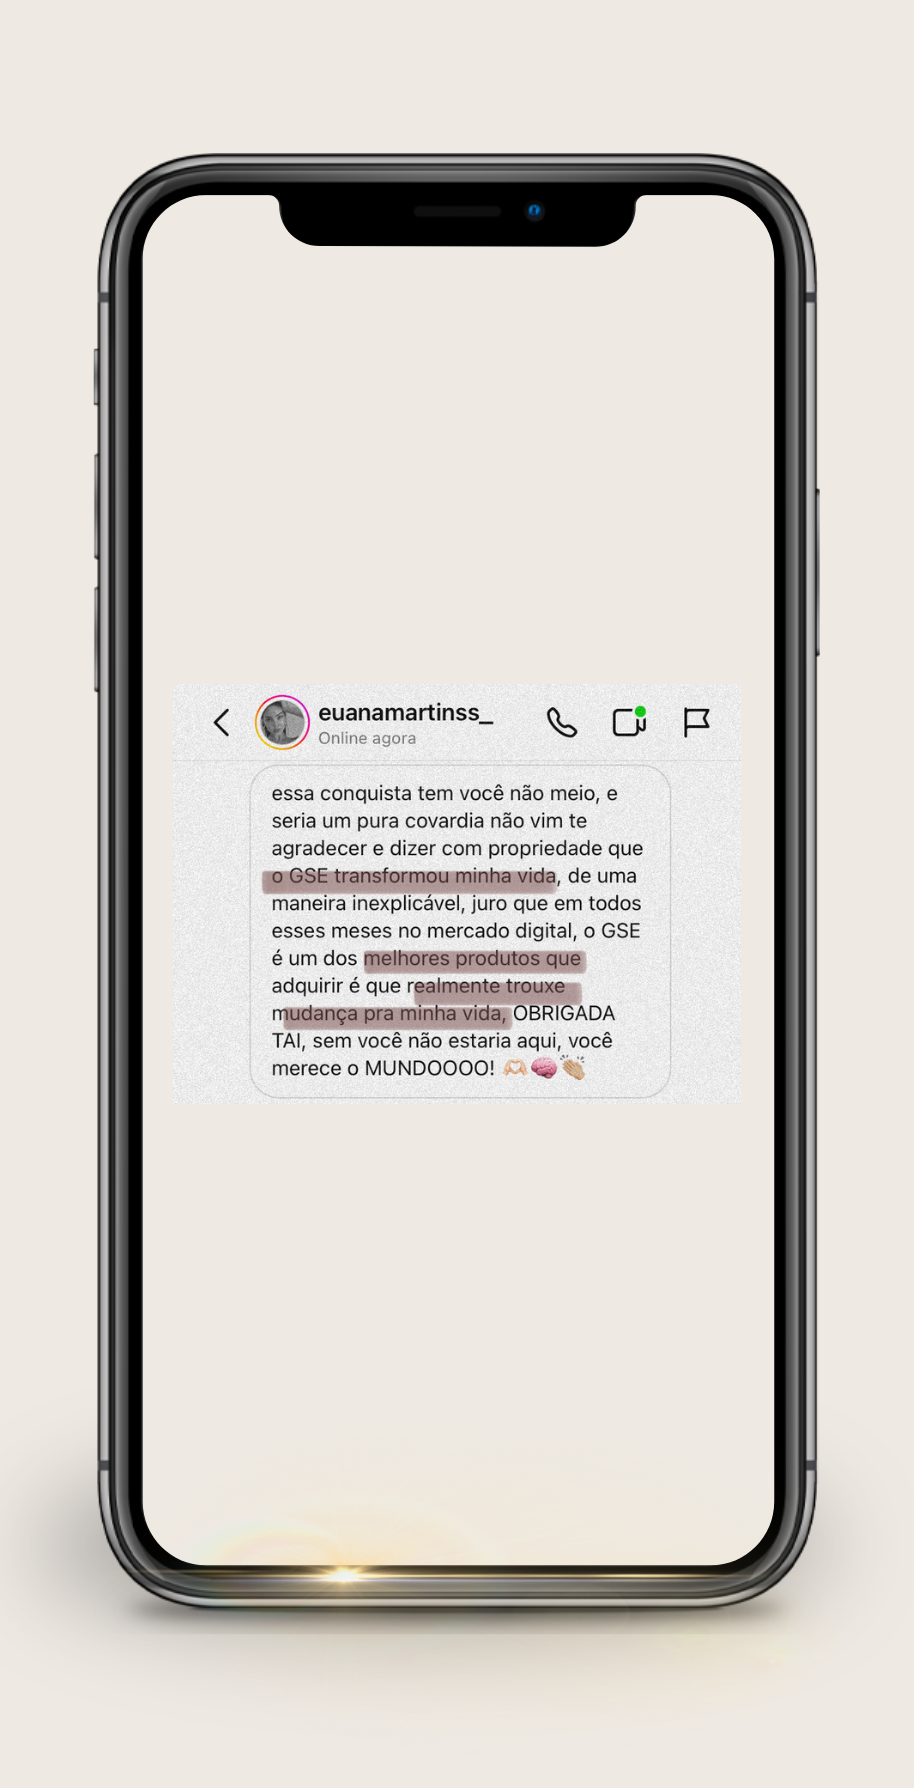 euanamartinss_
Online agora
essa conquista tem você não meio, e
seria um pura covardia não vim te
agradecer e dizer com propriedade que
o GSE transformou minha vida, de uma
maneira inexplicável, juro que em todos
esses meses no mercado digital, o GSE
é um dos melhores produtos que
adquirir é que realmente trouxe
mudança pra minha vida, OBRIGADA
TAI, sem você não estaria aqui, você
merece o MUNDOOOO! 🫶🏻🧠👏🏼